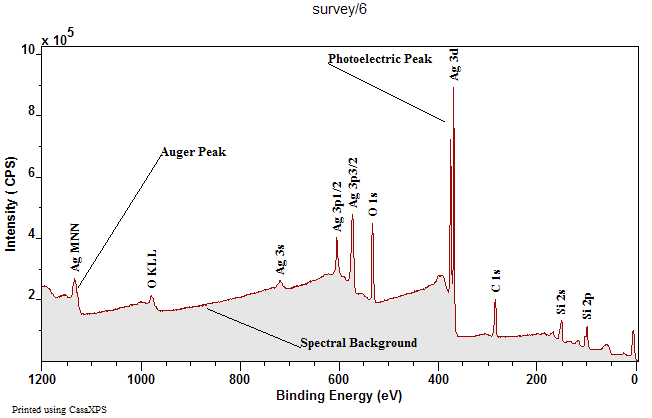 survey/6
x 10 5
10
8
6
4
2
Intensity ( CPS)
Photoelectric Peak
Auger Peak
Spectral Background
Ag MNN
O KLL
Ag 3s
Ag 3p1/2
Ag 3p3/2
O 1s
Ag 3d
C 1s
Si 2s
Si 2p
1200
1000
800
600
400
200
0
Binding Energy (eV)
Printed using CasaXPS